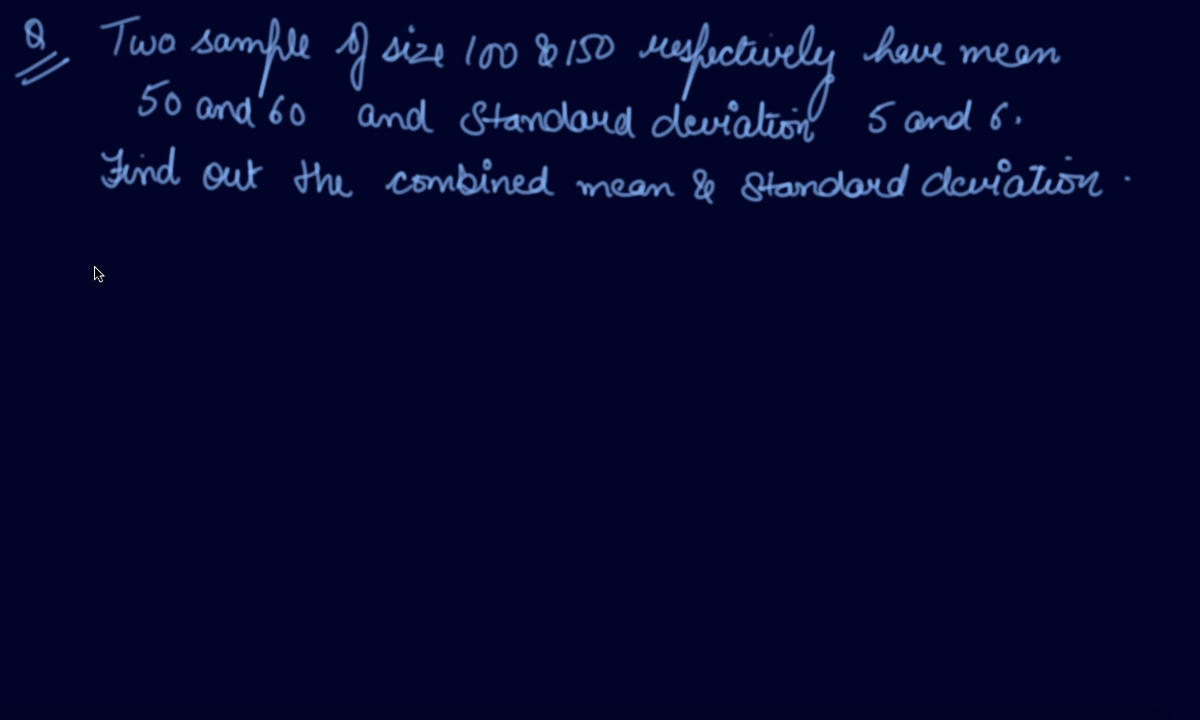 Q Two sample of size 100 & 150 respectively have mean
50 and 60 and Standard deviation 5 and 6.
Find out the combined mean & Standard deviation.